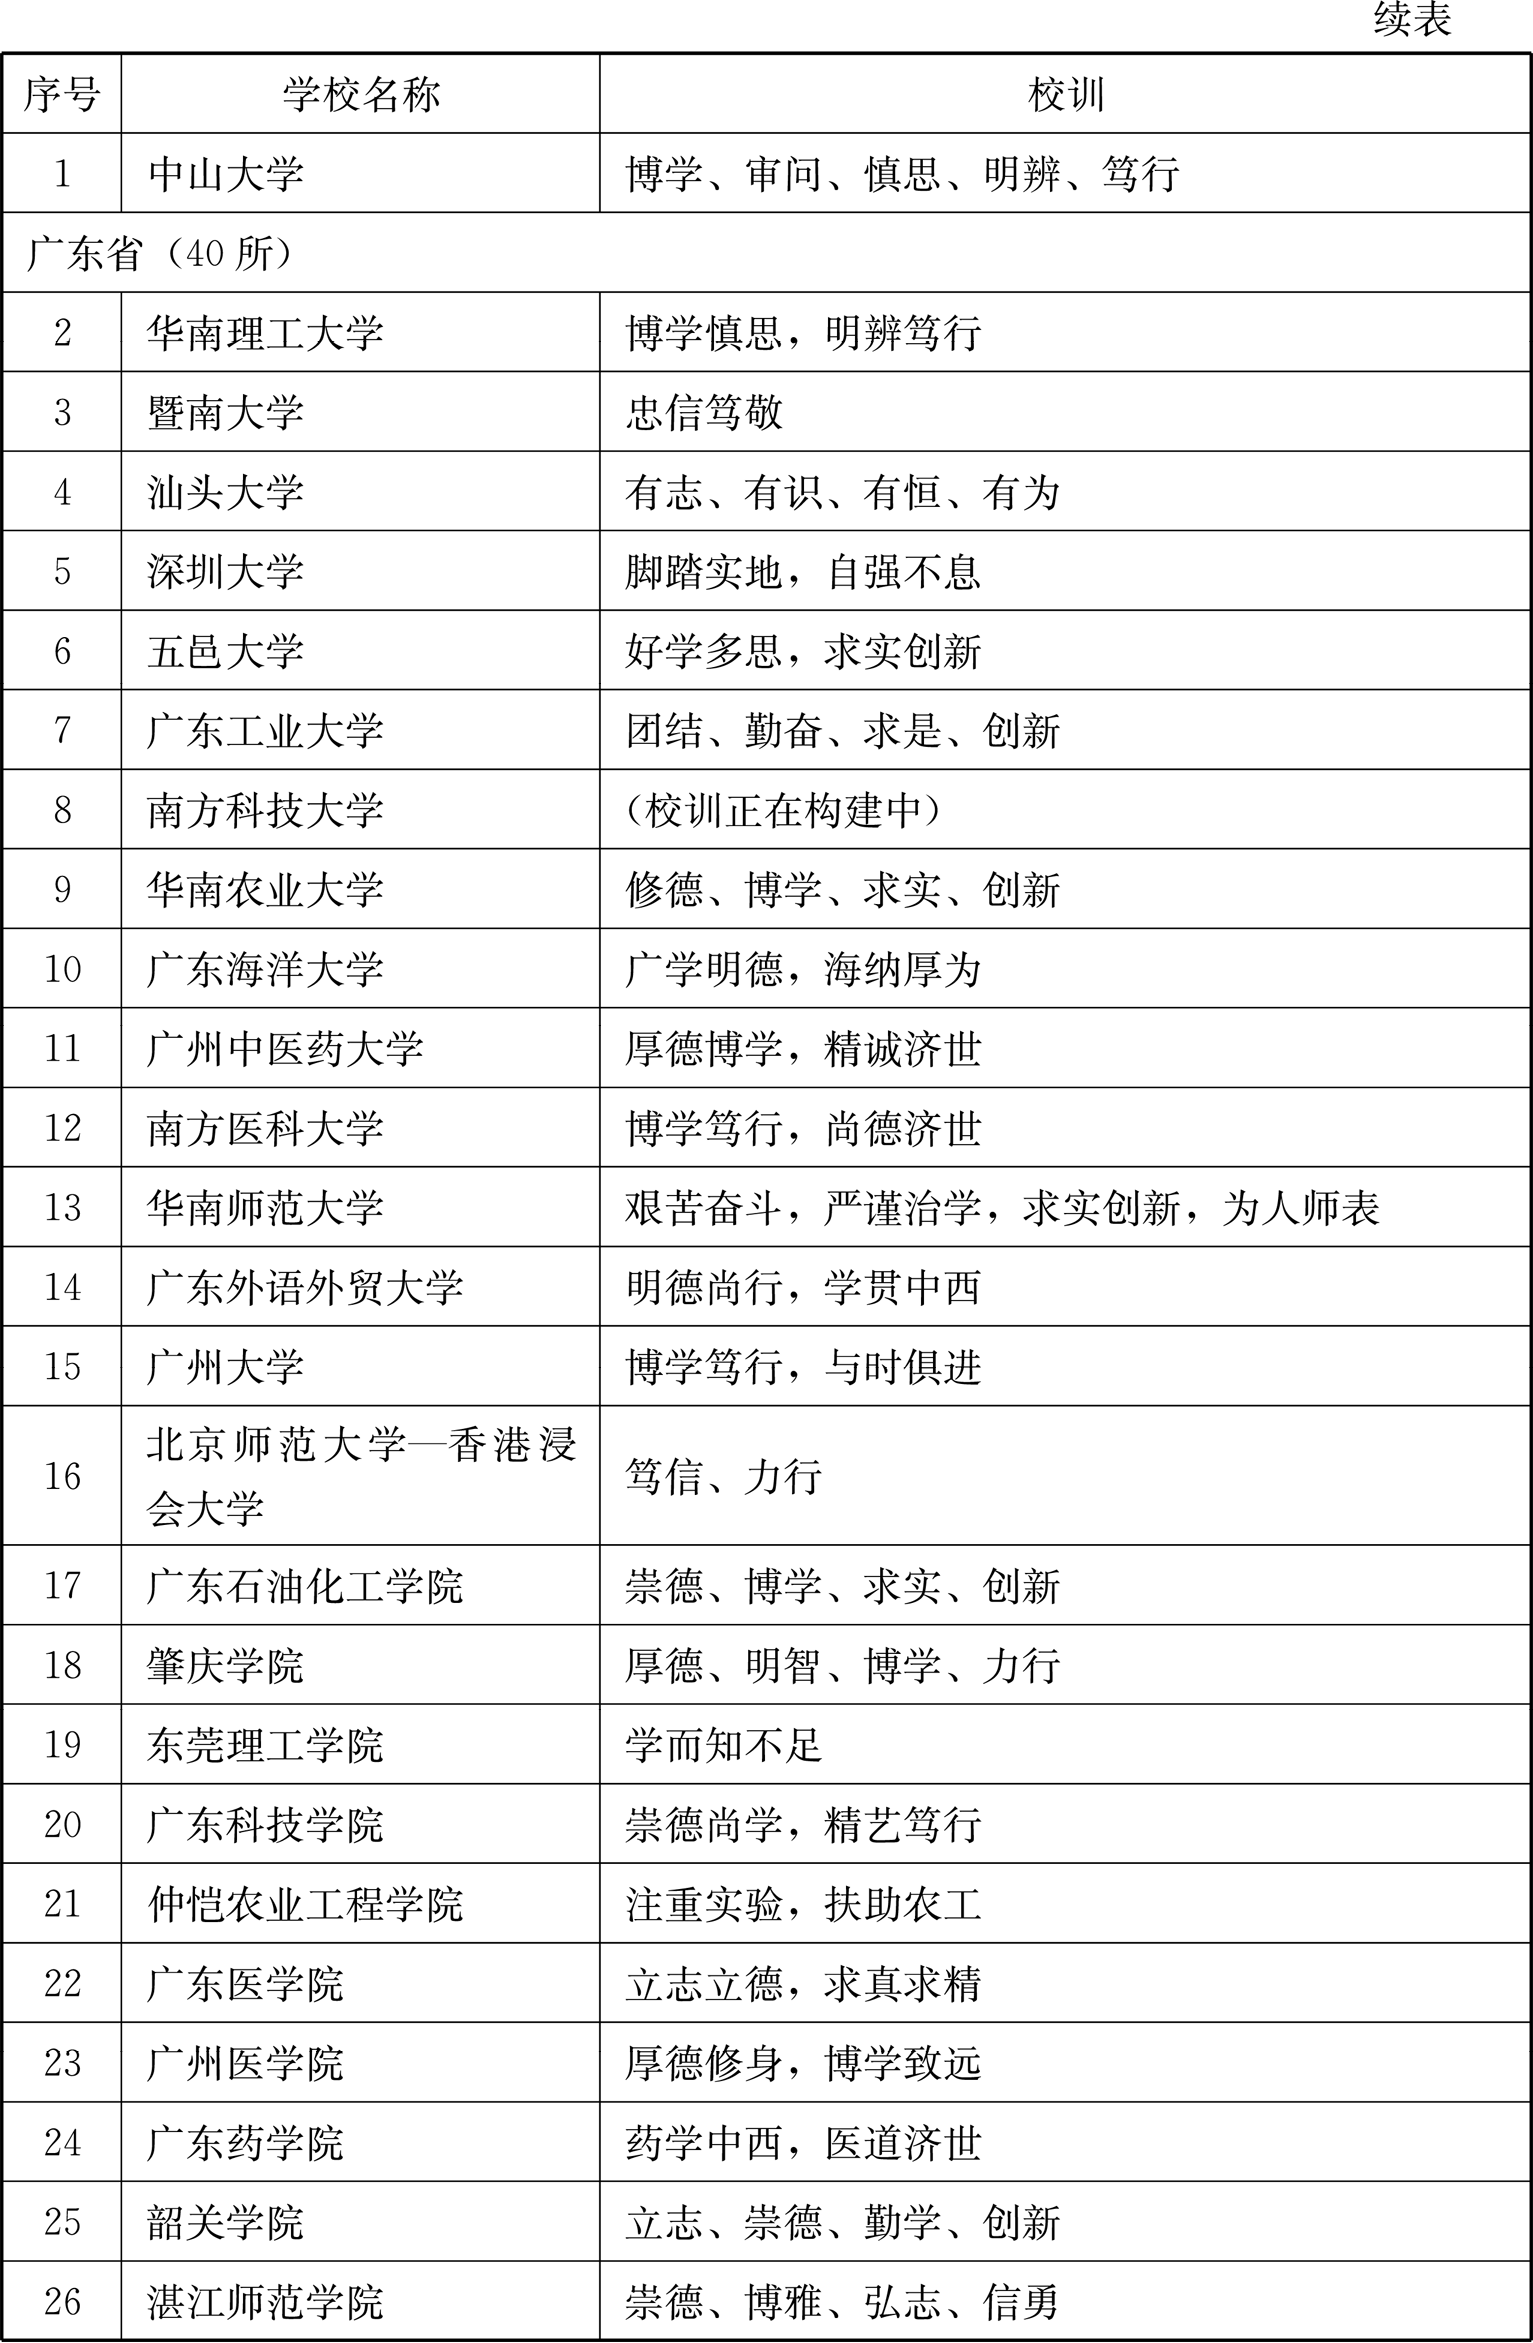 续表
序号 学校名称 校训
1 中山大学 博学、审问、慎思、明辨、笃行
广东省（40 所）
2 华南理工大学 博学慎思，明辨笃行
3 暨南大学 忠信笃敬
4 汕头大学 有志、有识、有恒、有为
5 深圳大学 脚踏实地，自强不息
6 五邑大学 好学多思，求实创新
7 广东工业大学 团结、勤奋、求是、创新
8 南方科技大学 （校训正在构建中）
9 华南农业大学 修德、博学、求实、创新
10 广东海洋大学 广学明德，海纳厚为
11 广州中医药大学 厚德博学，精诚济世
12 南方医科大学 博学笃行，尚德济世
13 华南师范大学 艰苦奋斗，严谨治学，求实创新，为人师表
14 广东外语外贸大学 明德尚行，学贯中西
15 广州大学 博学笃行，与时俱进
16 北京师范大学—香港浸
会大学 笃信、力行
17 广东石油化工学院 崇德、博学、求实、创新
18 肇庆学院 厚德、明智、博学、力行
19 东莞理工学院 学而知不足
20 广东科技学院 崇德尚学，精艺笃行
21 仲恺农业工程学院 注重实验，扶助农工
22 广东医学院 立志立德，求真求精
23 广州医学院 厚德修身，博学致远
24 广东药学院 药学中西，医道济世
25 韶关学院 立志、崇德、勤学、创新
26 湛江师范学院 崇德、博雅、弘志、信勇